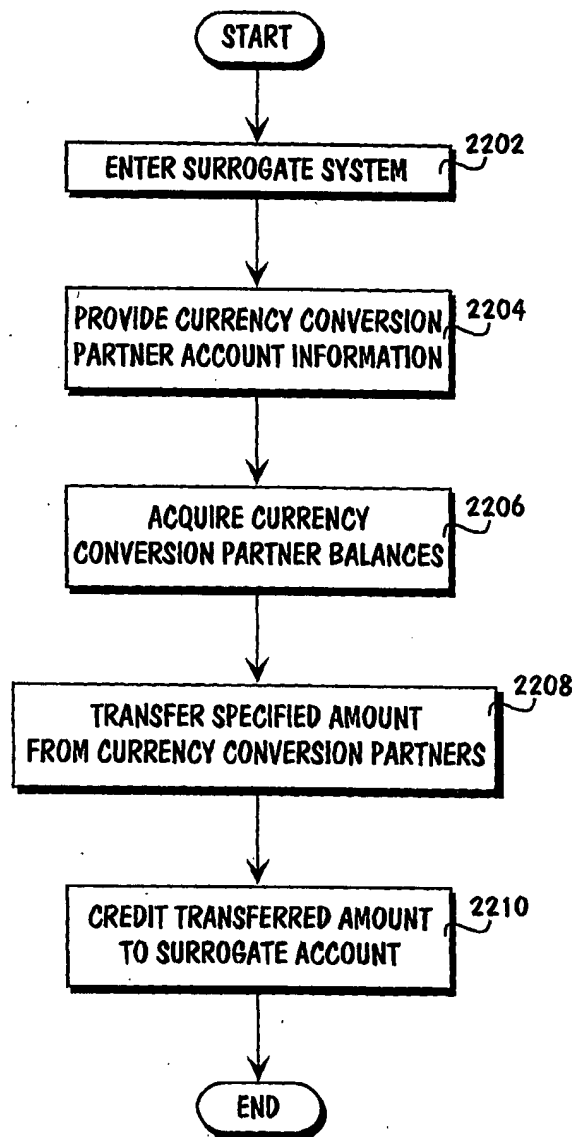 START
ENTER SURROGATE SYSTEM
2202
PROVIDE CURRENCY CONVERSION
PARTNER ACCOUNT INFORMATION
2204
ACQUIRE CURRENCY
CONVERSION PARTNER BALANCES
2206
TRANSFER SPECIFIED AMOUNT
FROM CURRENCY CONVERSION PARTNERS
2208
CREDIT TRANSFERRED AMOUNT
TO SURROGATE ACCOUNT
2210
END